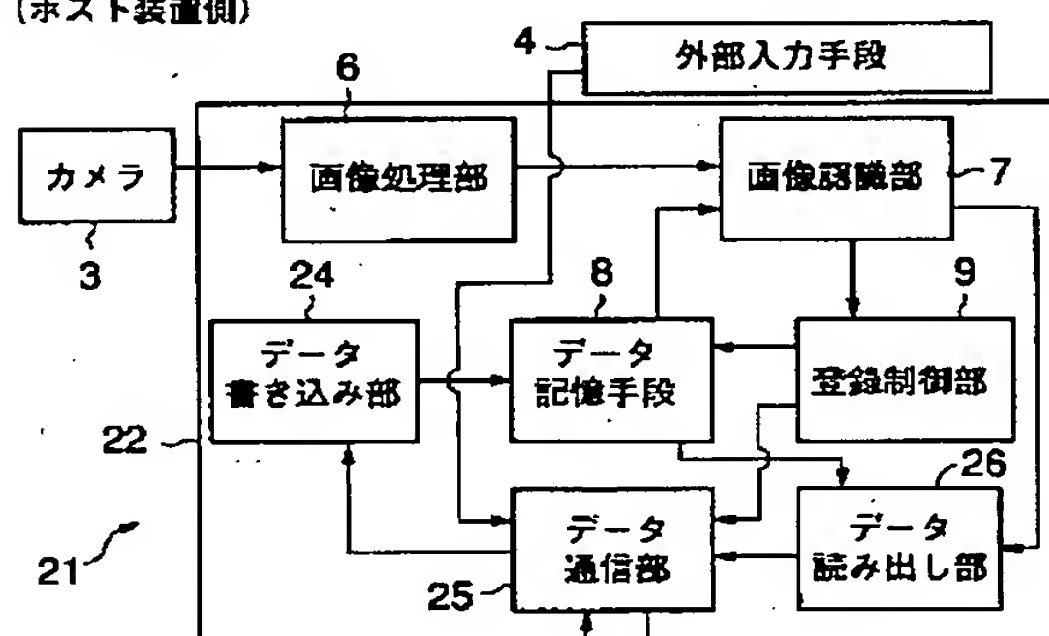 (ホスト装置側)
4
外部入力手段
6
カメラ
画像処理部
画像認識部
7
3
24
8
9
データ
書き込み部
データ
記憶手段
登録制御部
22
26
データ
通信部
データ
読み出し部
21
25